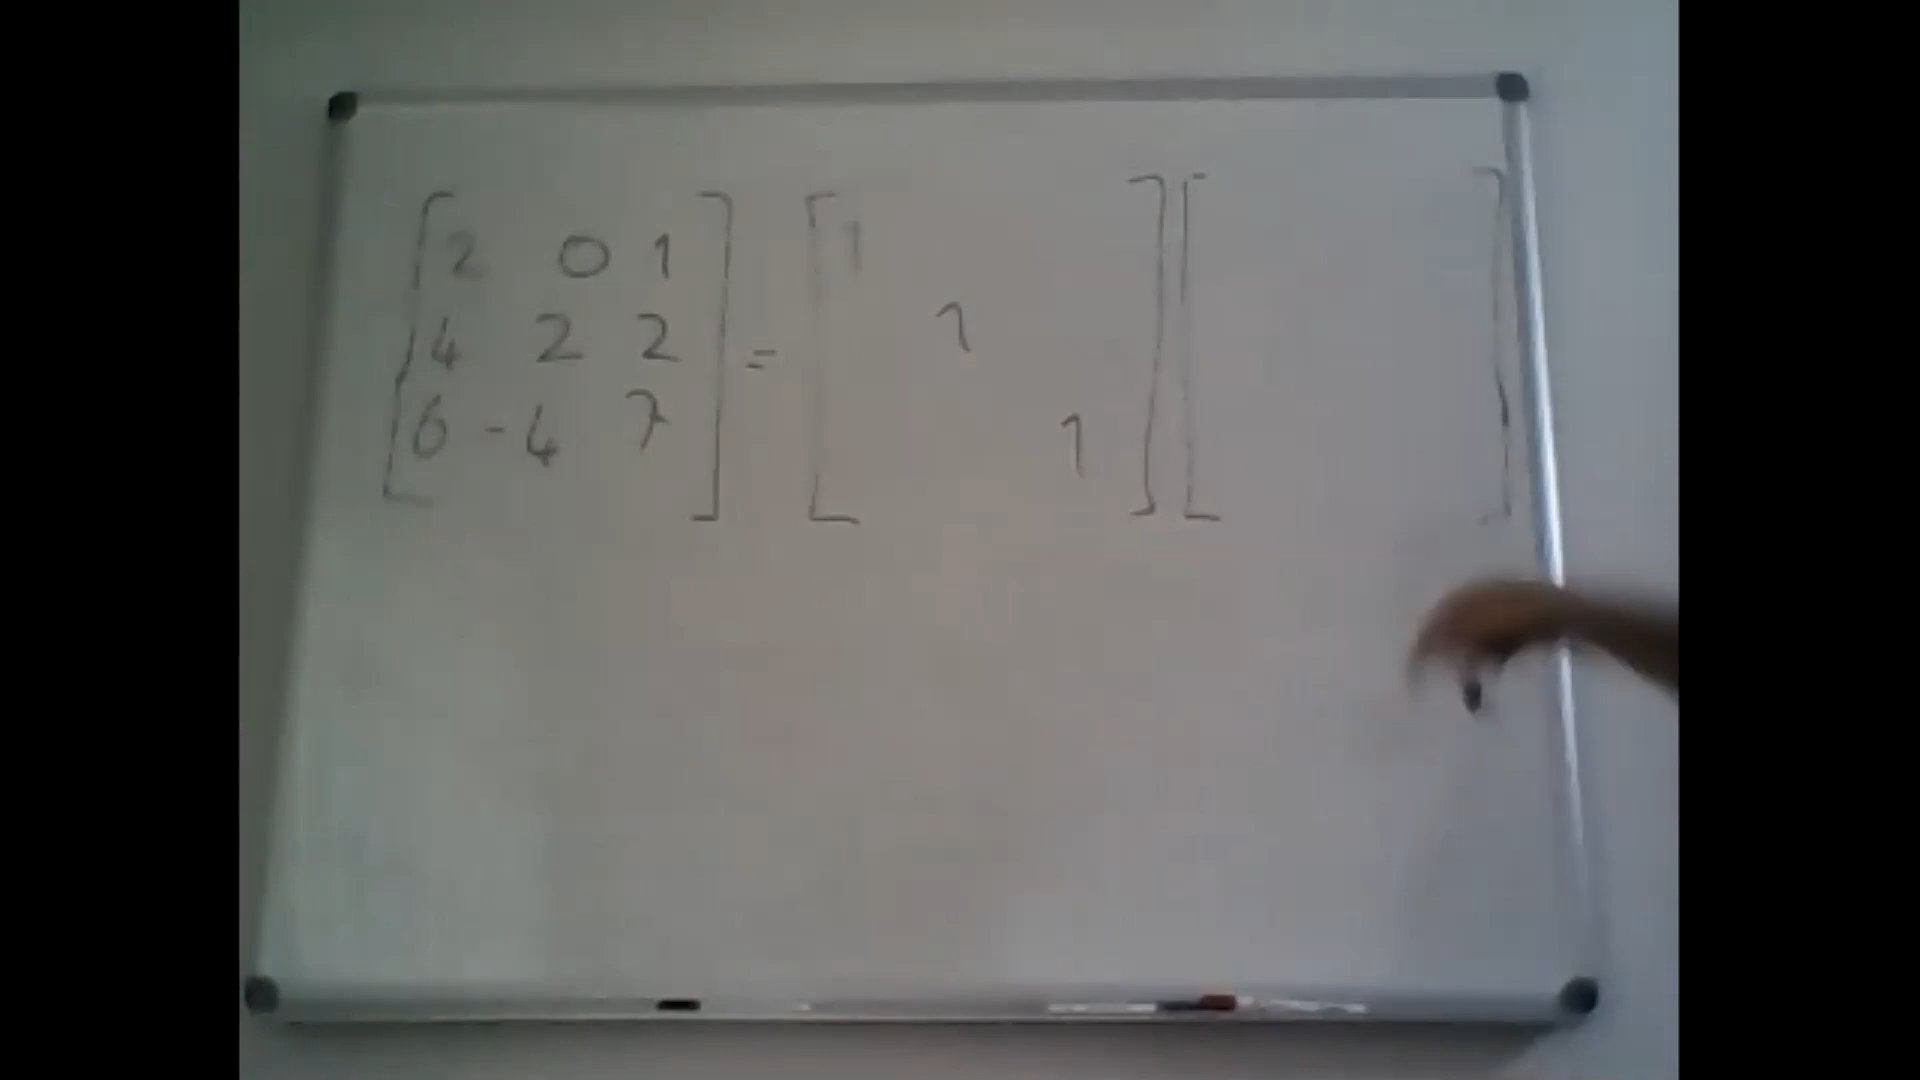 [2 0 1] = [1 ] [ ]
[4 2 2] [ 1 ]
[6 -4 7] [ 1]